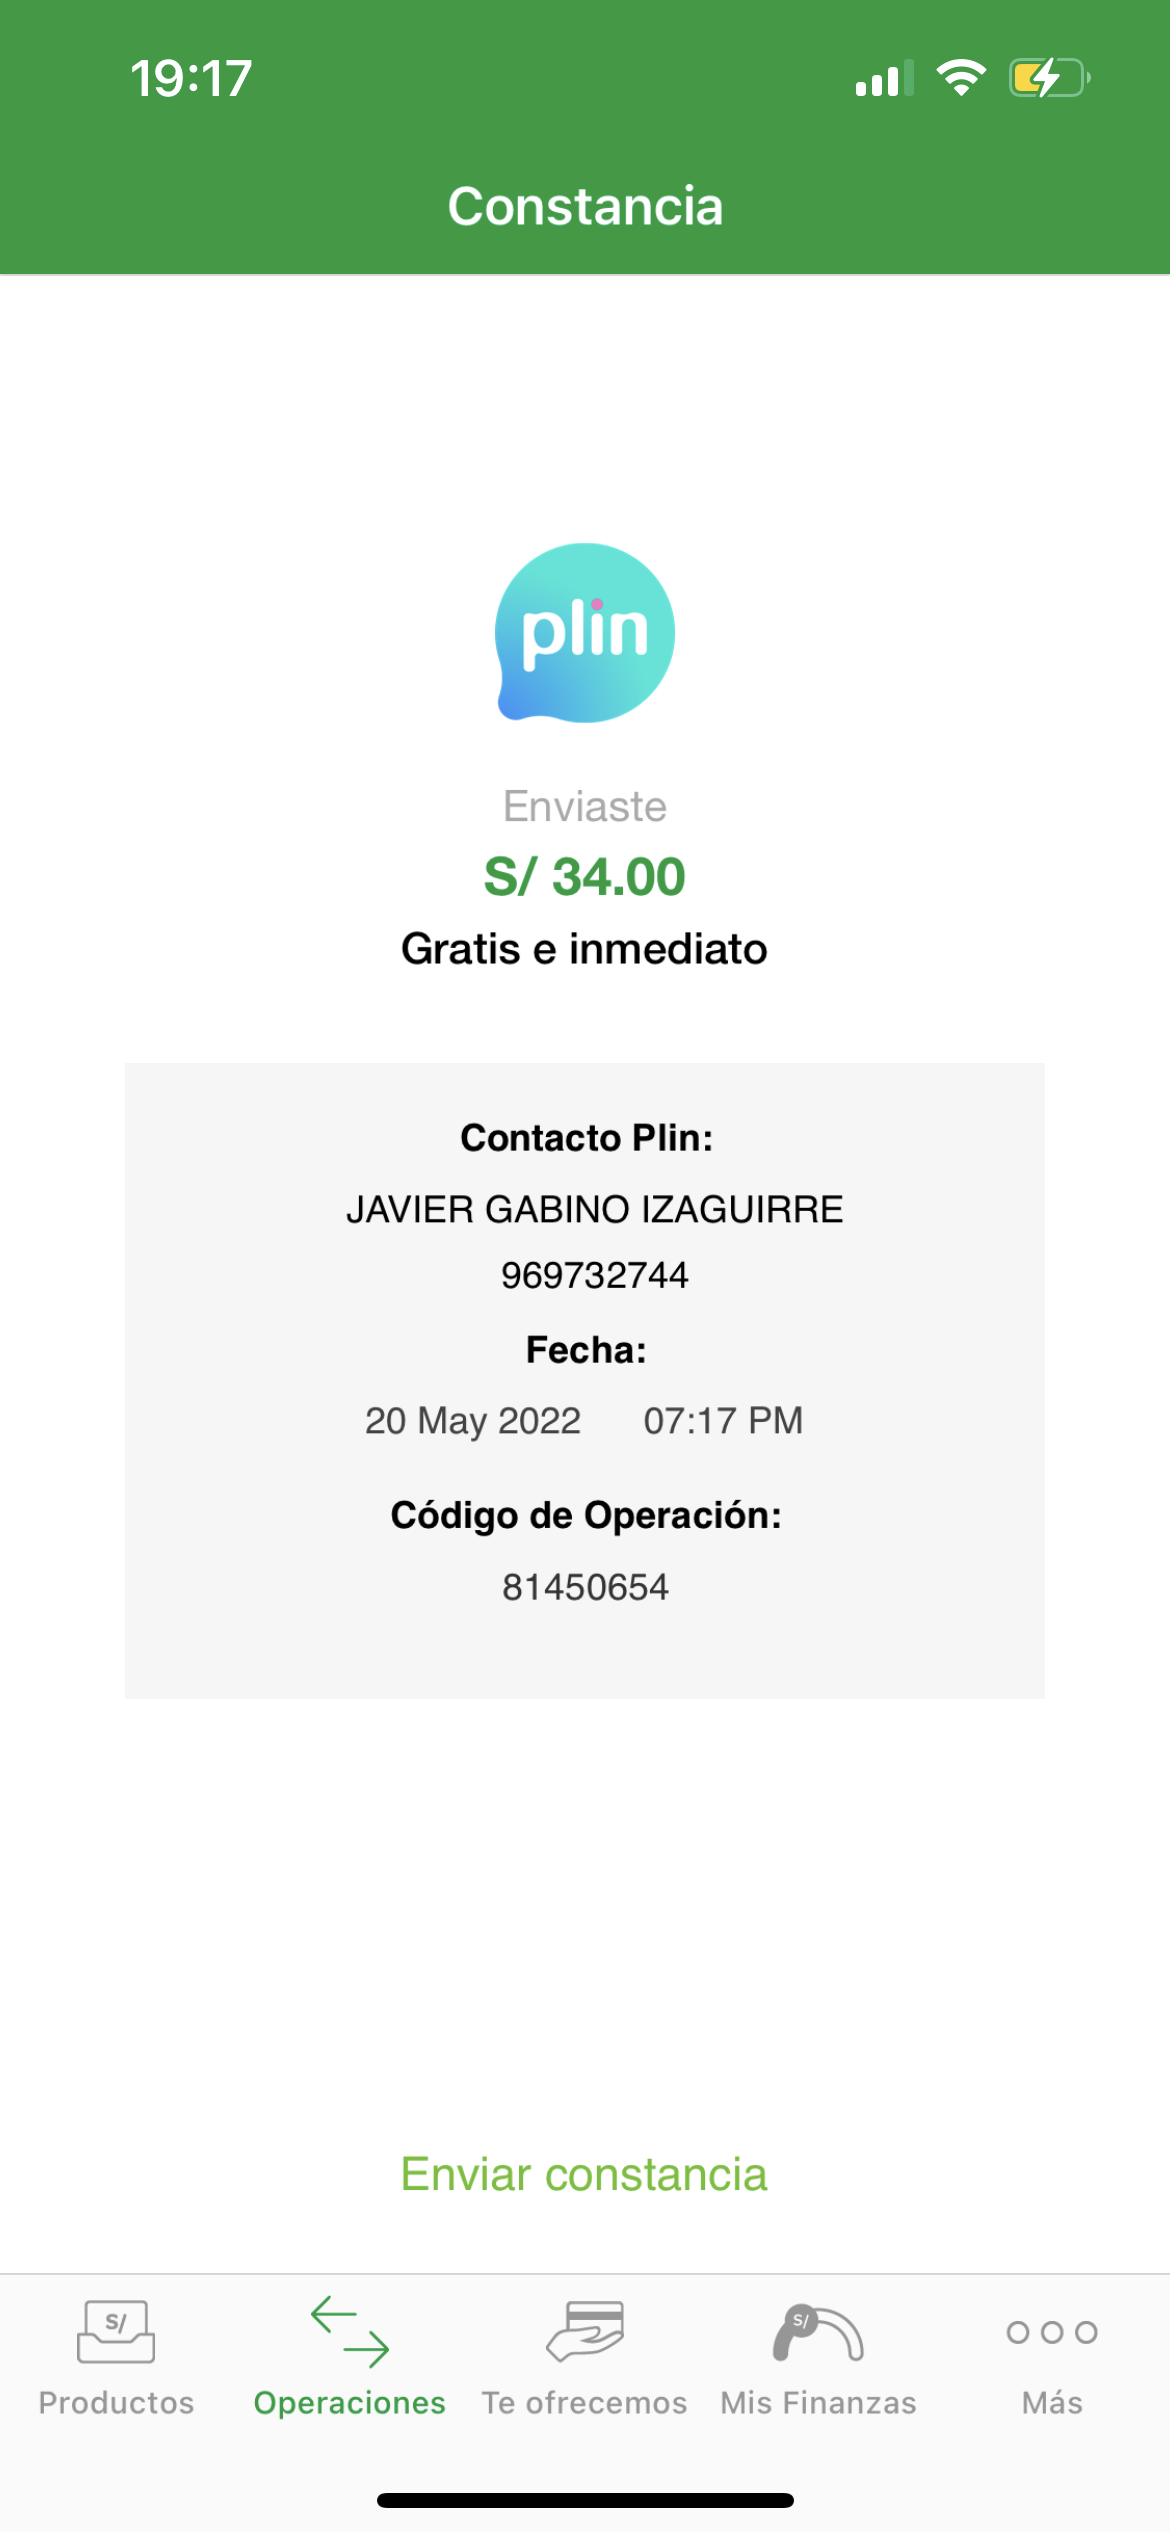 19:17
Constancia
plin
Enviaste
S/ 34.00
Gratis e inmediato
Contacto Plin:
JAVIER GABINO IZAGUIRRE
969732744
Fecha:
20 May 2022 07:17 PM
Código de Operación:
81450654
Enviar constancia
S/ S/
Productos Operaciones Te ofrecemos Mis Finanzas Más